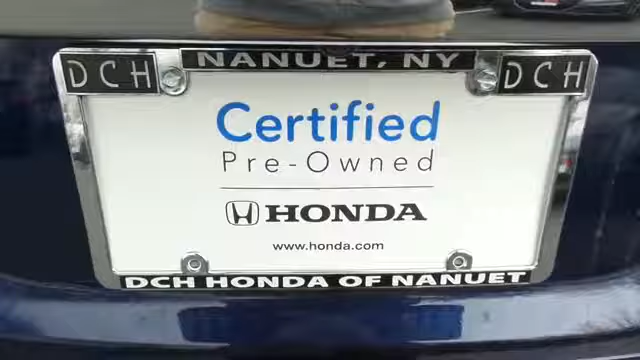 DCH NANUET, NY DCH
Certified
Pre-Owned
HONDA
www.honda.com
DCH HONDA OF NANUET